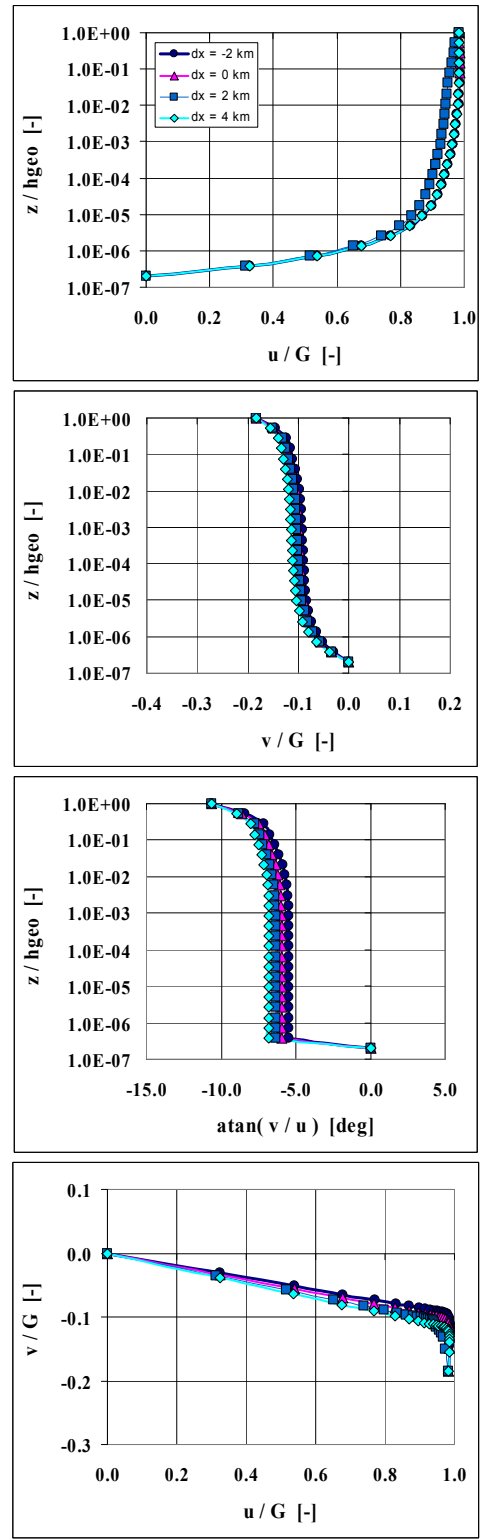 1.0E+00
1.0E-01
1.0E-02
1.0E-03
1.0E-04
1.0E-05
1.0E-06
1.0E-07
z / hgeo [-]
dx = -2 km
dx = 0 km
dx = 2 km
dx = 4 km
0.0 0.2 0.4 0.6 0.8 1.0
u / G [-]
1.0E+00
1.0E-01
1.0E-02
1.0E-03
1.0E-04
1.0E-05
1.0E-06
1.0E-07
z / hgeo [-]
-0.4 -0.3 -0.2 -0.1 0.0 0.1 0.2
v / G [-]
1.0E+00
1.0E-01
1.0E-02
1.0E-03
1.0E-04
1.0E-05
1.0E-06
1.0E-07
z / hgeo [-]
-15.0 -10.0 -5.0 0.0 5.0
atan( v / u ) [deg]
0.1
0.0
-0.1
-0.2
-0.3
v / G [-]
0.0 0.2 0.4 0.6 0.8 1.0
u / G [-]